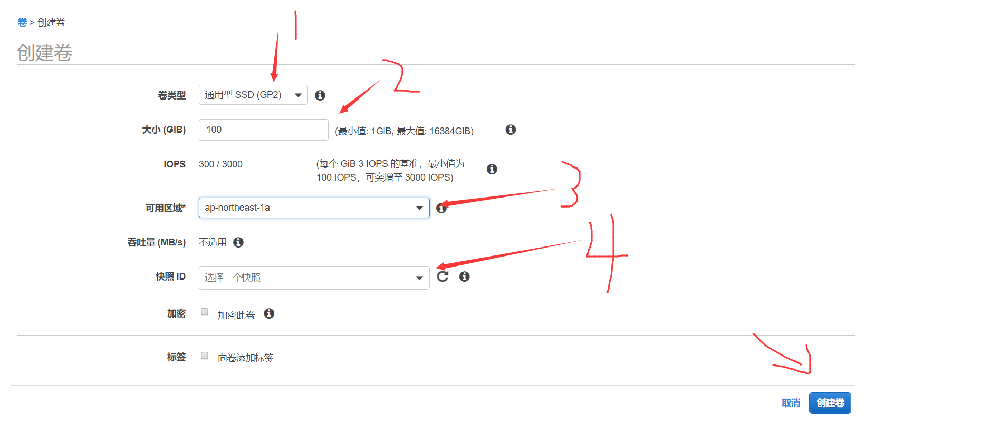 卷 > 创建卷
1
创建卷
2
卷类型 通用型 SSD (GP2)
大小 (GiB) 100 (最小值: 1GiB, 最大值: 16384GiB)
IOPS 300 / 3000 (每个 GiB 3 IOPS 的基准，最小值为
100 IOPS，可突增至 3000 IOPS)
3
可用区域* ap-northeast-1a
4
吞吐量 (MB/s) 不适用
快照 ID 选择一个快照
加密 加密此卷
标签 向卷添加标签
取消 创建卷